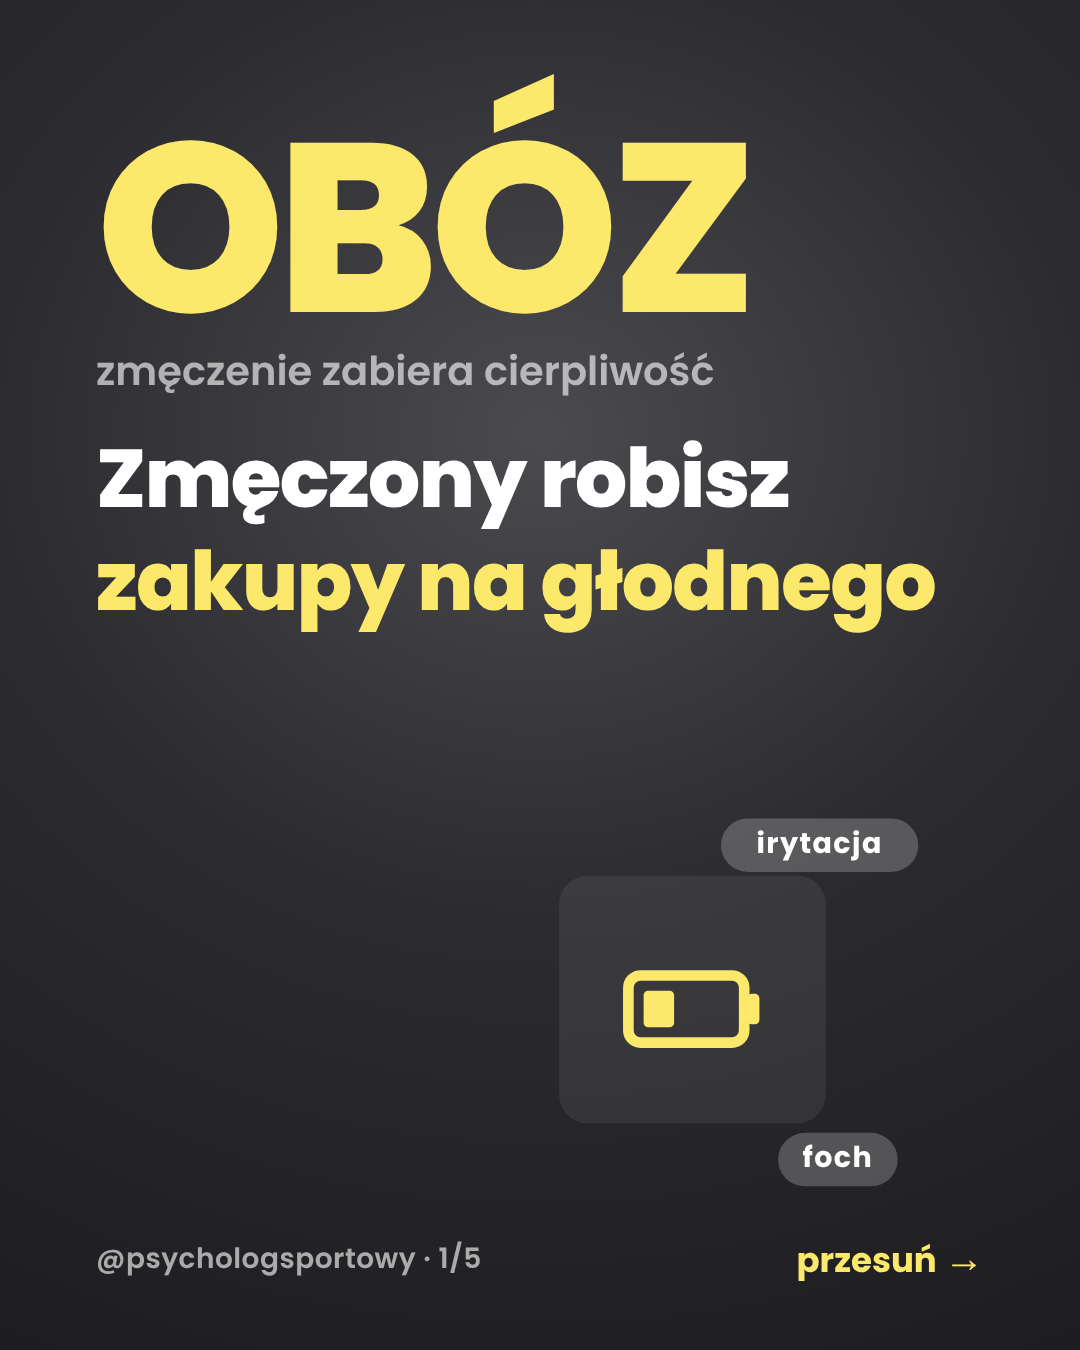 OBÓZ
zmęczenie zabiera cierpliwość
Zmęczony robisz
zakupy na głodnego
irytacja
foch
@psychologsportowy · 1/5
przesuń →